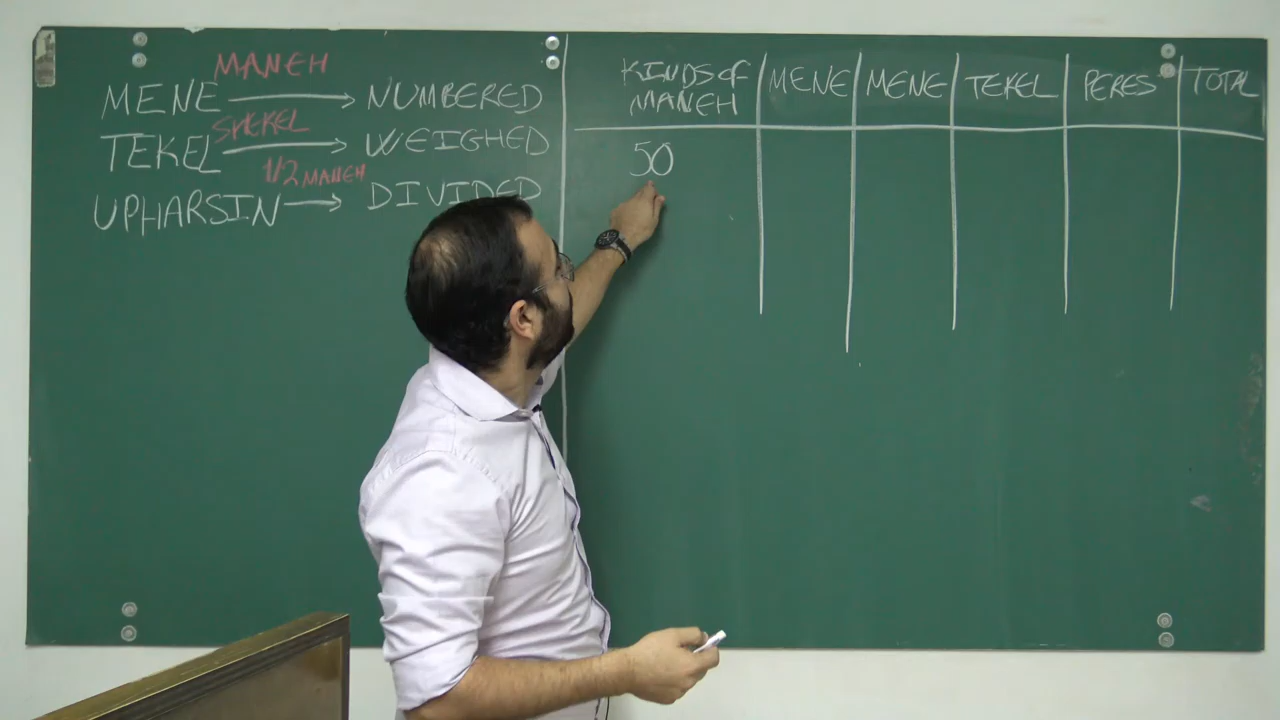 MANEH
MENE → NUMBERED
SHEKEL
TEKEL → WEIGHED
1/2 MANEH
UPHARSIN → DIVIDED
KINDS OF MANEH | MENE | MENE | TEKEL | PERES | TOTAL
50